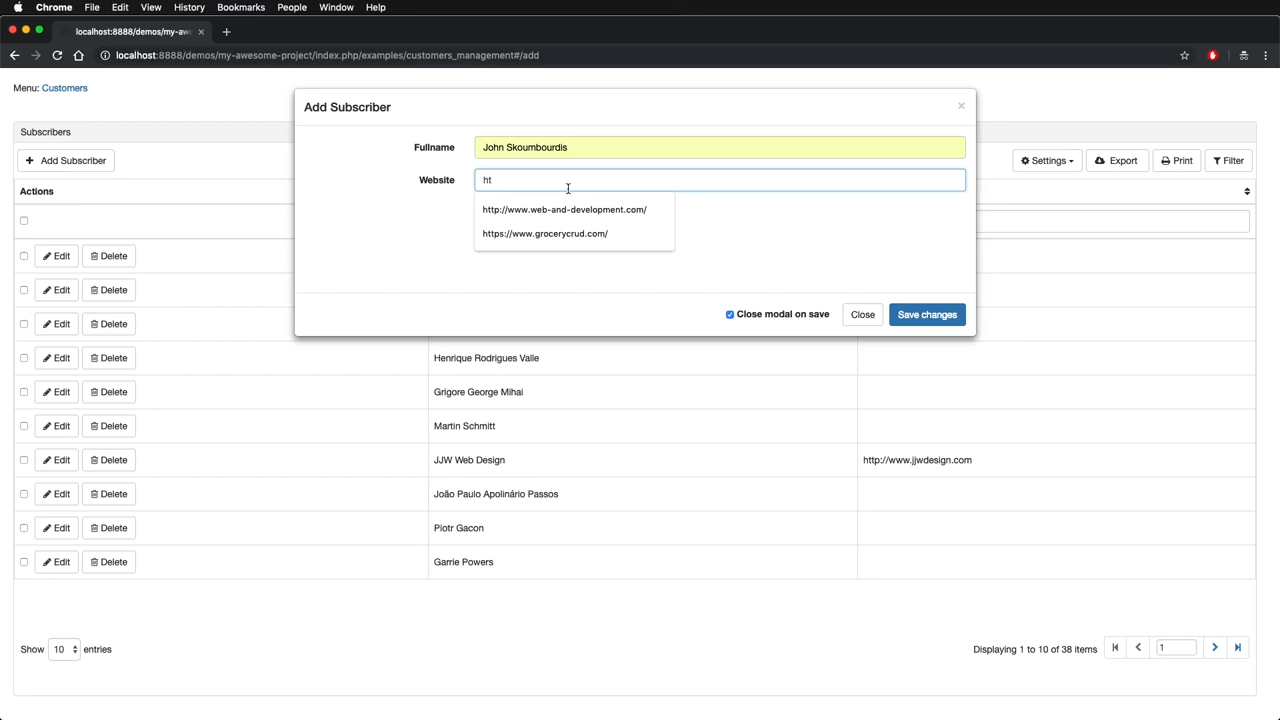 Chrome File Edit View History Bookmarks People Window Help
localhost:8888/demos/my-aw
localhost:8888/demos/my-awesome-project/index.php/examples/customers_management#/add
Menu: Customers
Add Subscriber
Subscribers
Fullname John Skoumbourdis
Add Subscriber
Settings Export Print Filter
Website ht
Actions
http://www.web-and-development.com/
https://www.grocerycrud.com/
Edit Delete
Edit Delete
Close modal on save Close Save changes
Edit Delete
Edit Delete Henrique Rodrigues Valle
Edit Delete Grigore George Mihai
Edit Delete Martin Schmitt
Edit Delete JJW Web Design http://www.jjwdesign.com
Edit Delete João Paulo Apolinário Passos
Edit Delete Piotr Gacon
Edit Delete Garrie Powers
Show 10 entries Displaying 1 to 10 of 38 items 1